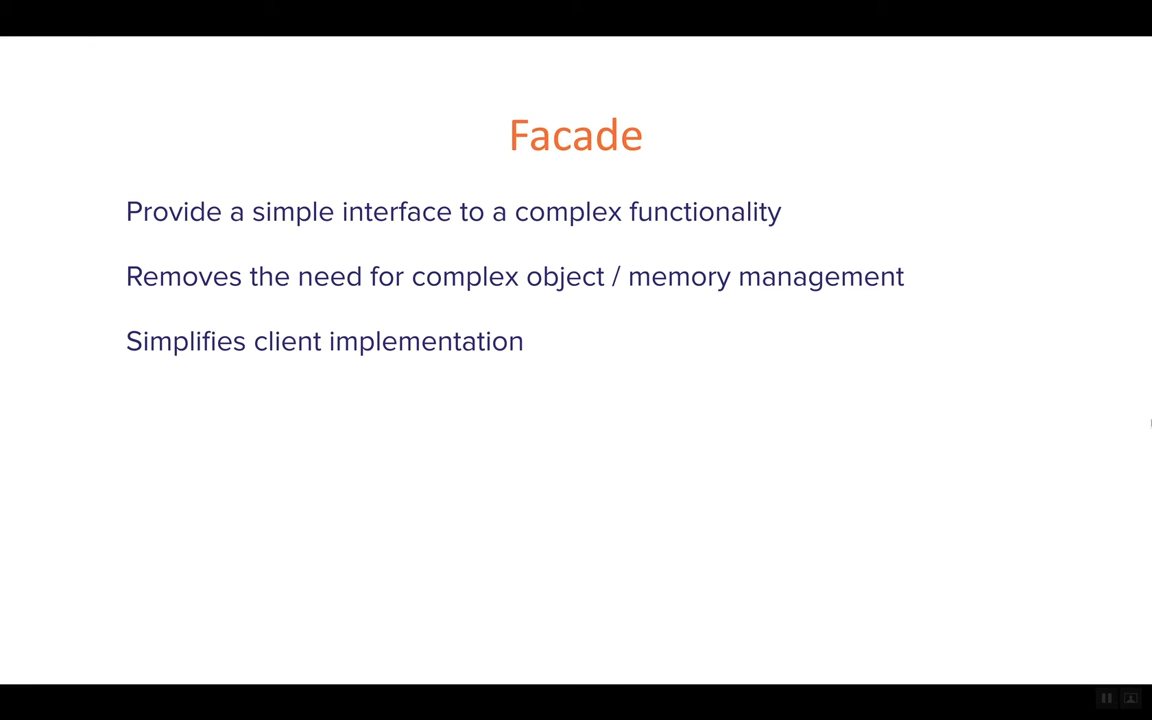 Facade
Provide a simple interface to a complex functionality
Removes the need for complex object / memory management
Simplifies client implementation